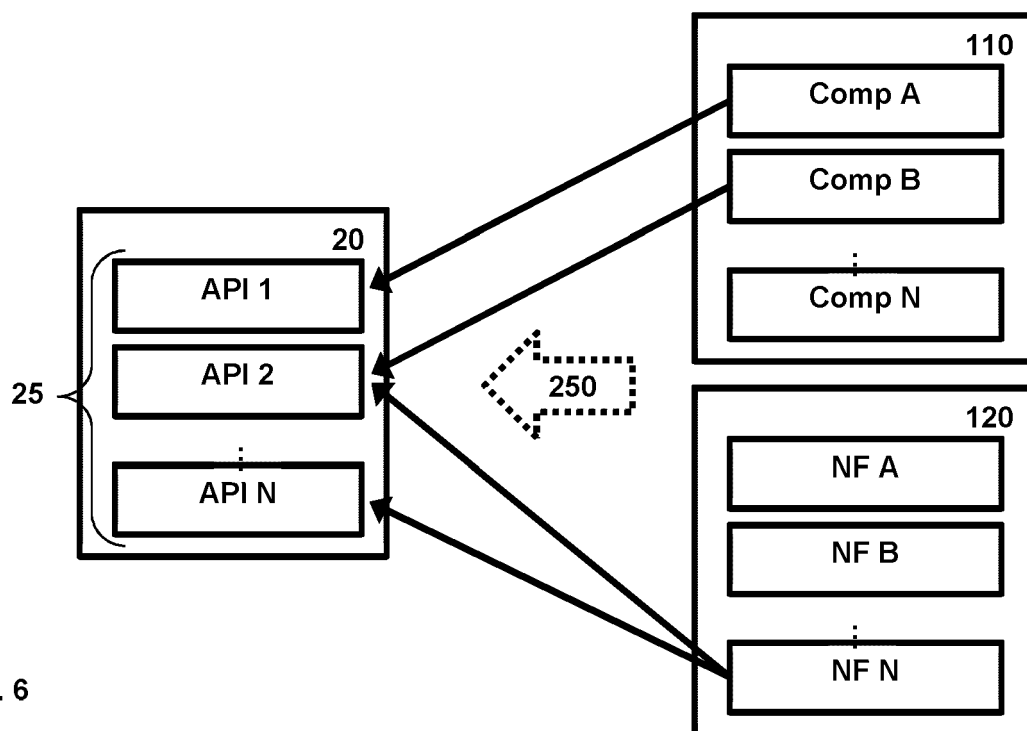 110
Comp A
Comp B
⋮
Comp N
20
API 1
API 2
⋮
API N
25
250
120
NF A
NF B
⋮
NF N
. 6